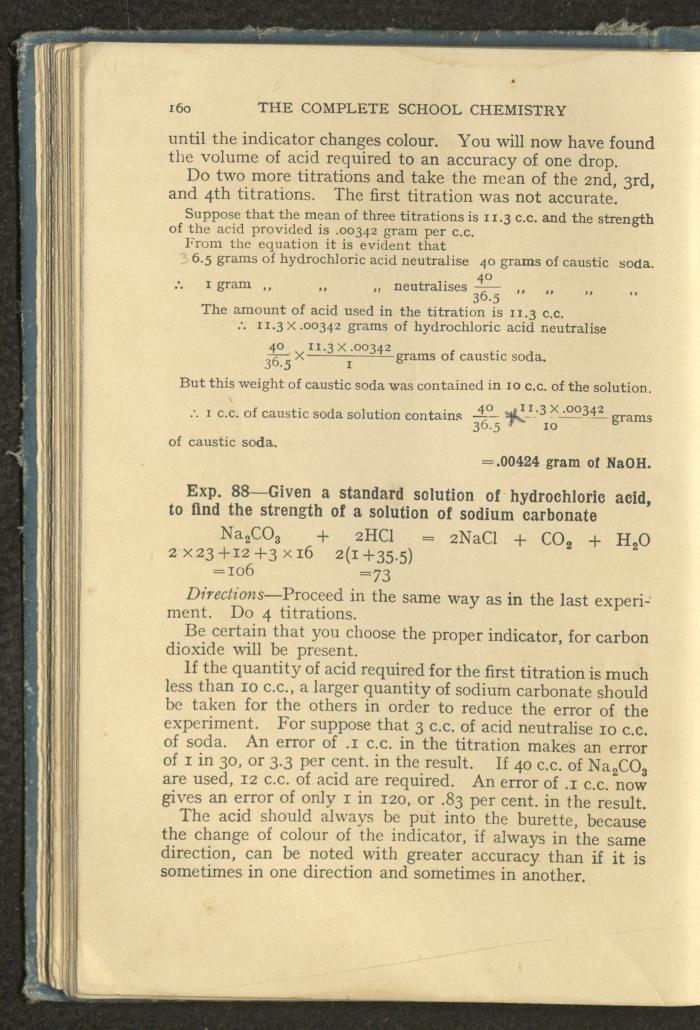 160 THE COMPLETE SCHOOL CHEMISTRY
until the indicator changes colour. You will now have found
the volume of acid required to an accuracy of one drop.
Do two more titrations and take the mean of the 2nd, 3rd,
and 4th titrations. The first titration was not accurate.
Suppose that the mean of three titrations is 11.3 c.c. and the strength
of the acid provided is .00342 gram per c.c.
From the equation it is evident that
36.5 grams of hydrochloric acid neutralise 40 grams of caustic soda.
∴ 1 gram ,, ,, ,, neutralises 40/36.5 ,, ,, ,, ,,
The amount of acid used in the titration is 11.3 c.c.
∴ 11.3 × .00342 grams of hydrochloric acid neutralise
40/36.5 × 11.3 × .00342/1 grams of caustic soda.
But this weight of caustic soda was contained in 10 c.c. of the solution.
∴ 1 c.c. of caustic soda solution contains 40/36.5 × 11.3 × .00342/10 grams
of caustic soda.
= .00424 gram of NaOH.
Exp. 88—Given a standard solution of hydrochloric acid,
to find the strength of a solution of sodium carbonate
Na₂CO₃ + 2HCl = 2NaCl + CO₂ + H₂O
2 × 23 + 12 + 3 × 16 2(1 + 35.5)
= 106 = 73
Directions—Proceed in the same way as in the last experi-
ment. Do 4 titrations.
Be certain that you choose the proper indicator, for carbon
dioxide will be present.
If the quantity of acid required for the first titration is much
less than 10 c.c., a larger quantity of sodium carbonate should
be taken for the others in order to reduce the error of the
experiment. For suppose that 3 c.c. of acid neutralise 10 c.c.
of soda. An error of .1 c.c. in the titration makes an error
of 1 in 30, or 3.3 per cent. in the result. If 40 c.c. of Na₂CO₃
are used, 12 c.c. of acid are required. An error of .1 c.c. now
gives an error of only 1 in 120, or .83 per cent. in the result.
The acid should always be put into the burette, because
the change of colour of the indicator, if always in the same
direction, can be noted with greater accuracy than if it is
sometimes in one direction and sometimes in another.